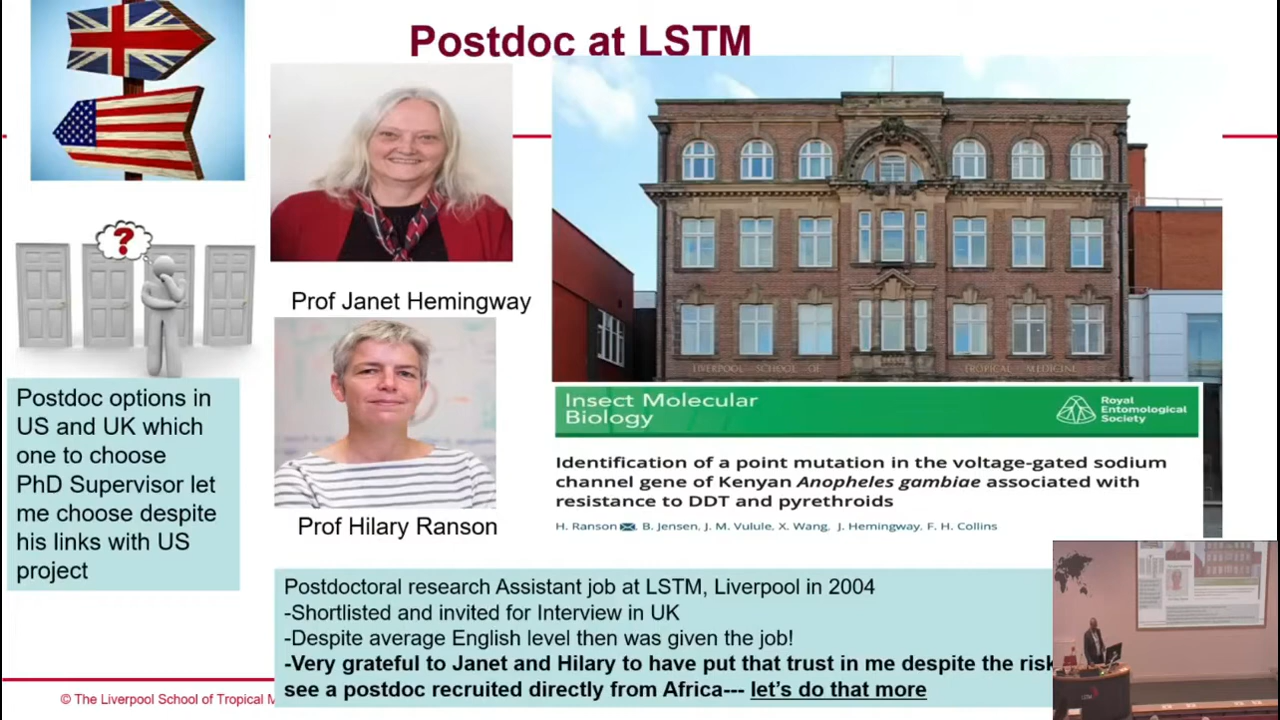 Postdoc at LSTM
?
Prof Janet Hemingway
LIVERPOOL SCHOOL OF TROPICAL MEDICINE
Postdoc options in
US and UK which
one to choose
PhD Supervisor let
me choose despite
his links with US
project
Prof Hilary Ranson
Insect Molecular
Biology
Royal
Entomological
Society
Identification of a point mutation in the voltage-gated sodium
channel gene of Kenyan Anopheles gambiae associated with
resistance to DDT and pyrethroids
H. Ranson, B. Jensen, J. M. Vulule, X. Wang, J. Hemingway, F. H. Collins
Postdoctoral research Assistant job at LSTM, Liverpool in 2004
-Shortlisted and invited for Interview in UK
-Despite average English level then was given the job!
-Very grateful to Janet and Hilary to have put that trust in me despite the risk
see a postdoc recruited directly from Africa--- let’s do that more
© The Liverpool School of Tropical M